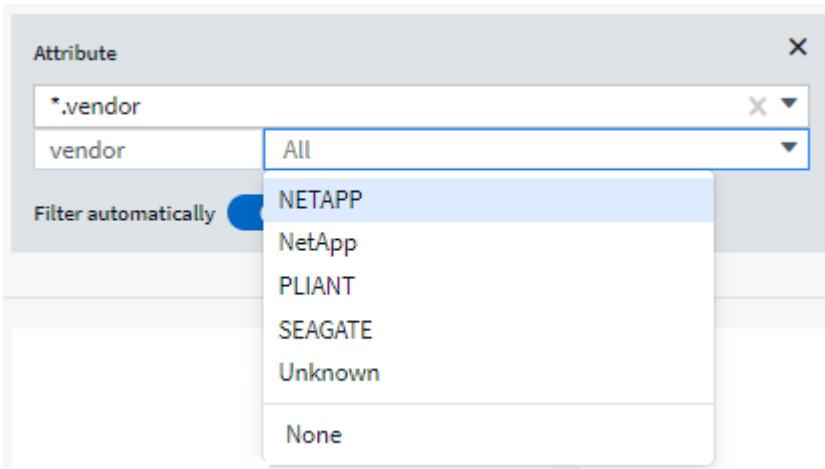 Attribute
*.vendor
vendor All
Filter automatically
NETAPP
NetApp
PLIANT
SEAGATE
Unknown
None